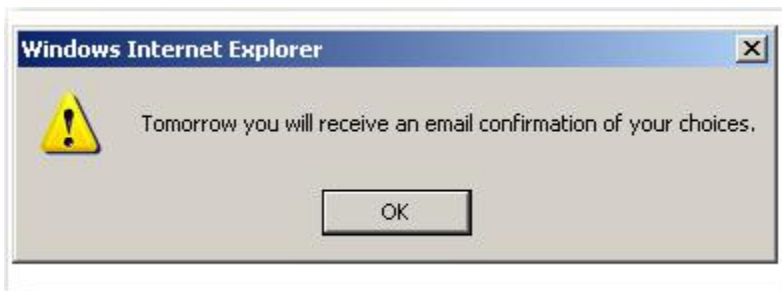 Windows Internet Explorer
Tomorrow you will receive an email confirmation of your choices.
OK